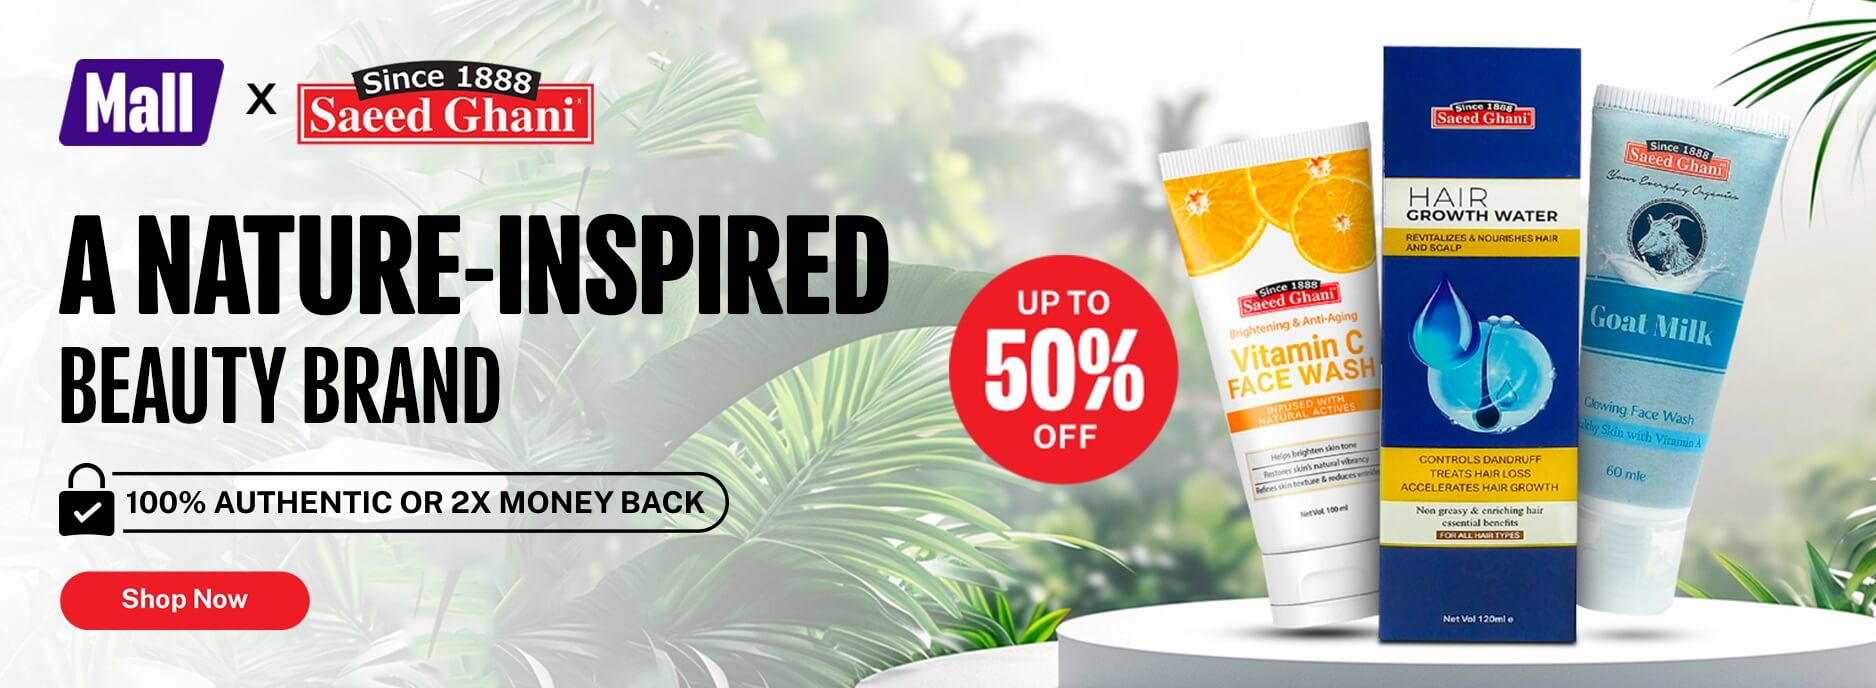 Mall x Since 1888
Saeed Ghani
A NATURE-INSPIRED
BEAUTY BRAND
100% AUTHENTIC OR 2X MONEY BACK
Shop Now
UP TO
50%
OFF
Since 1888
Saeed Ghani
Brightening & Anti-Aging
Vitamin C
FACE WASH
INFUSED WITH
NATURAL ACTIVES
Helps brighten skin tone
Restores skin's natural vibrancy
Refines skin texture & reduces
Net Vol. 100 ml
Since 1888
Saeed Ghani
HAIR
GROWTH WATER
REVITALIZES & NOURISHES HAIR
AND SCALP
CONTROLS DANDRUFF
TREATS HAIR LOSS
ACCELERATES HAIR GROWTH
Non greasy & enriching hair
essential benefits
FOR ALL HAIR TYPES
Net Vol 120ml e
Since 1888
Saeed Ghani
Your Everyday Organics
Goat Milk
Glowing Face Wash
Skin with Vitamin A
60 mle